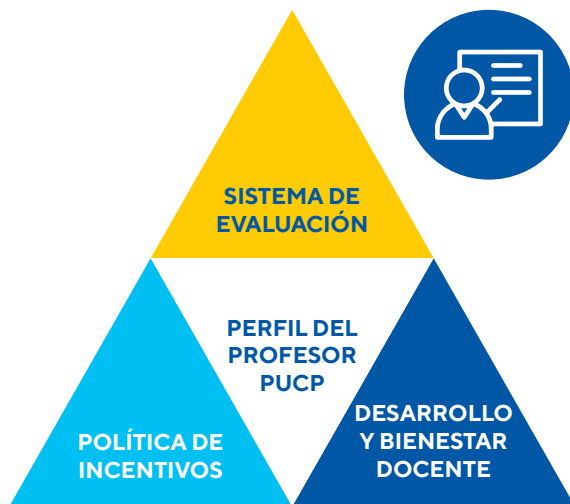 SISTEMA DE
EVALUACIÓN
PERFIL DEL
PROFESOR
PUCP
POLÍTICA DE
INCENTIVOS
DESARROLLO
Y BIENESTAR
DOCENTE